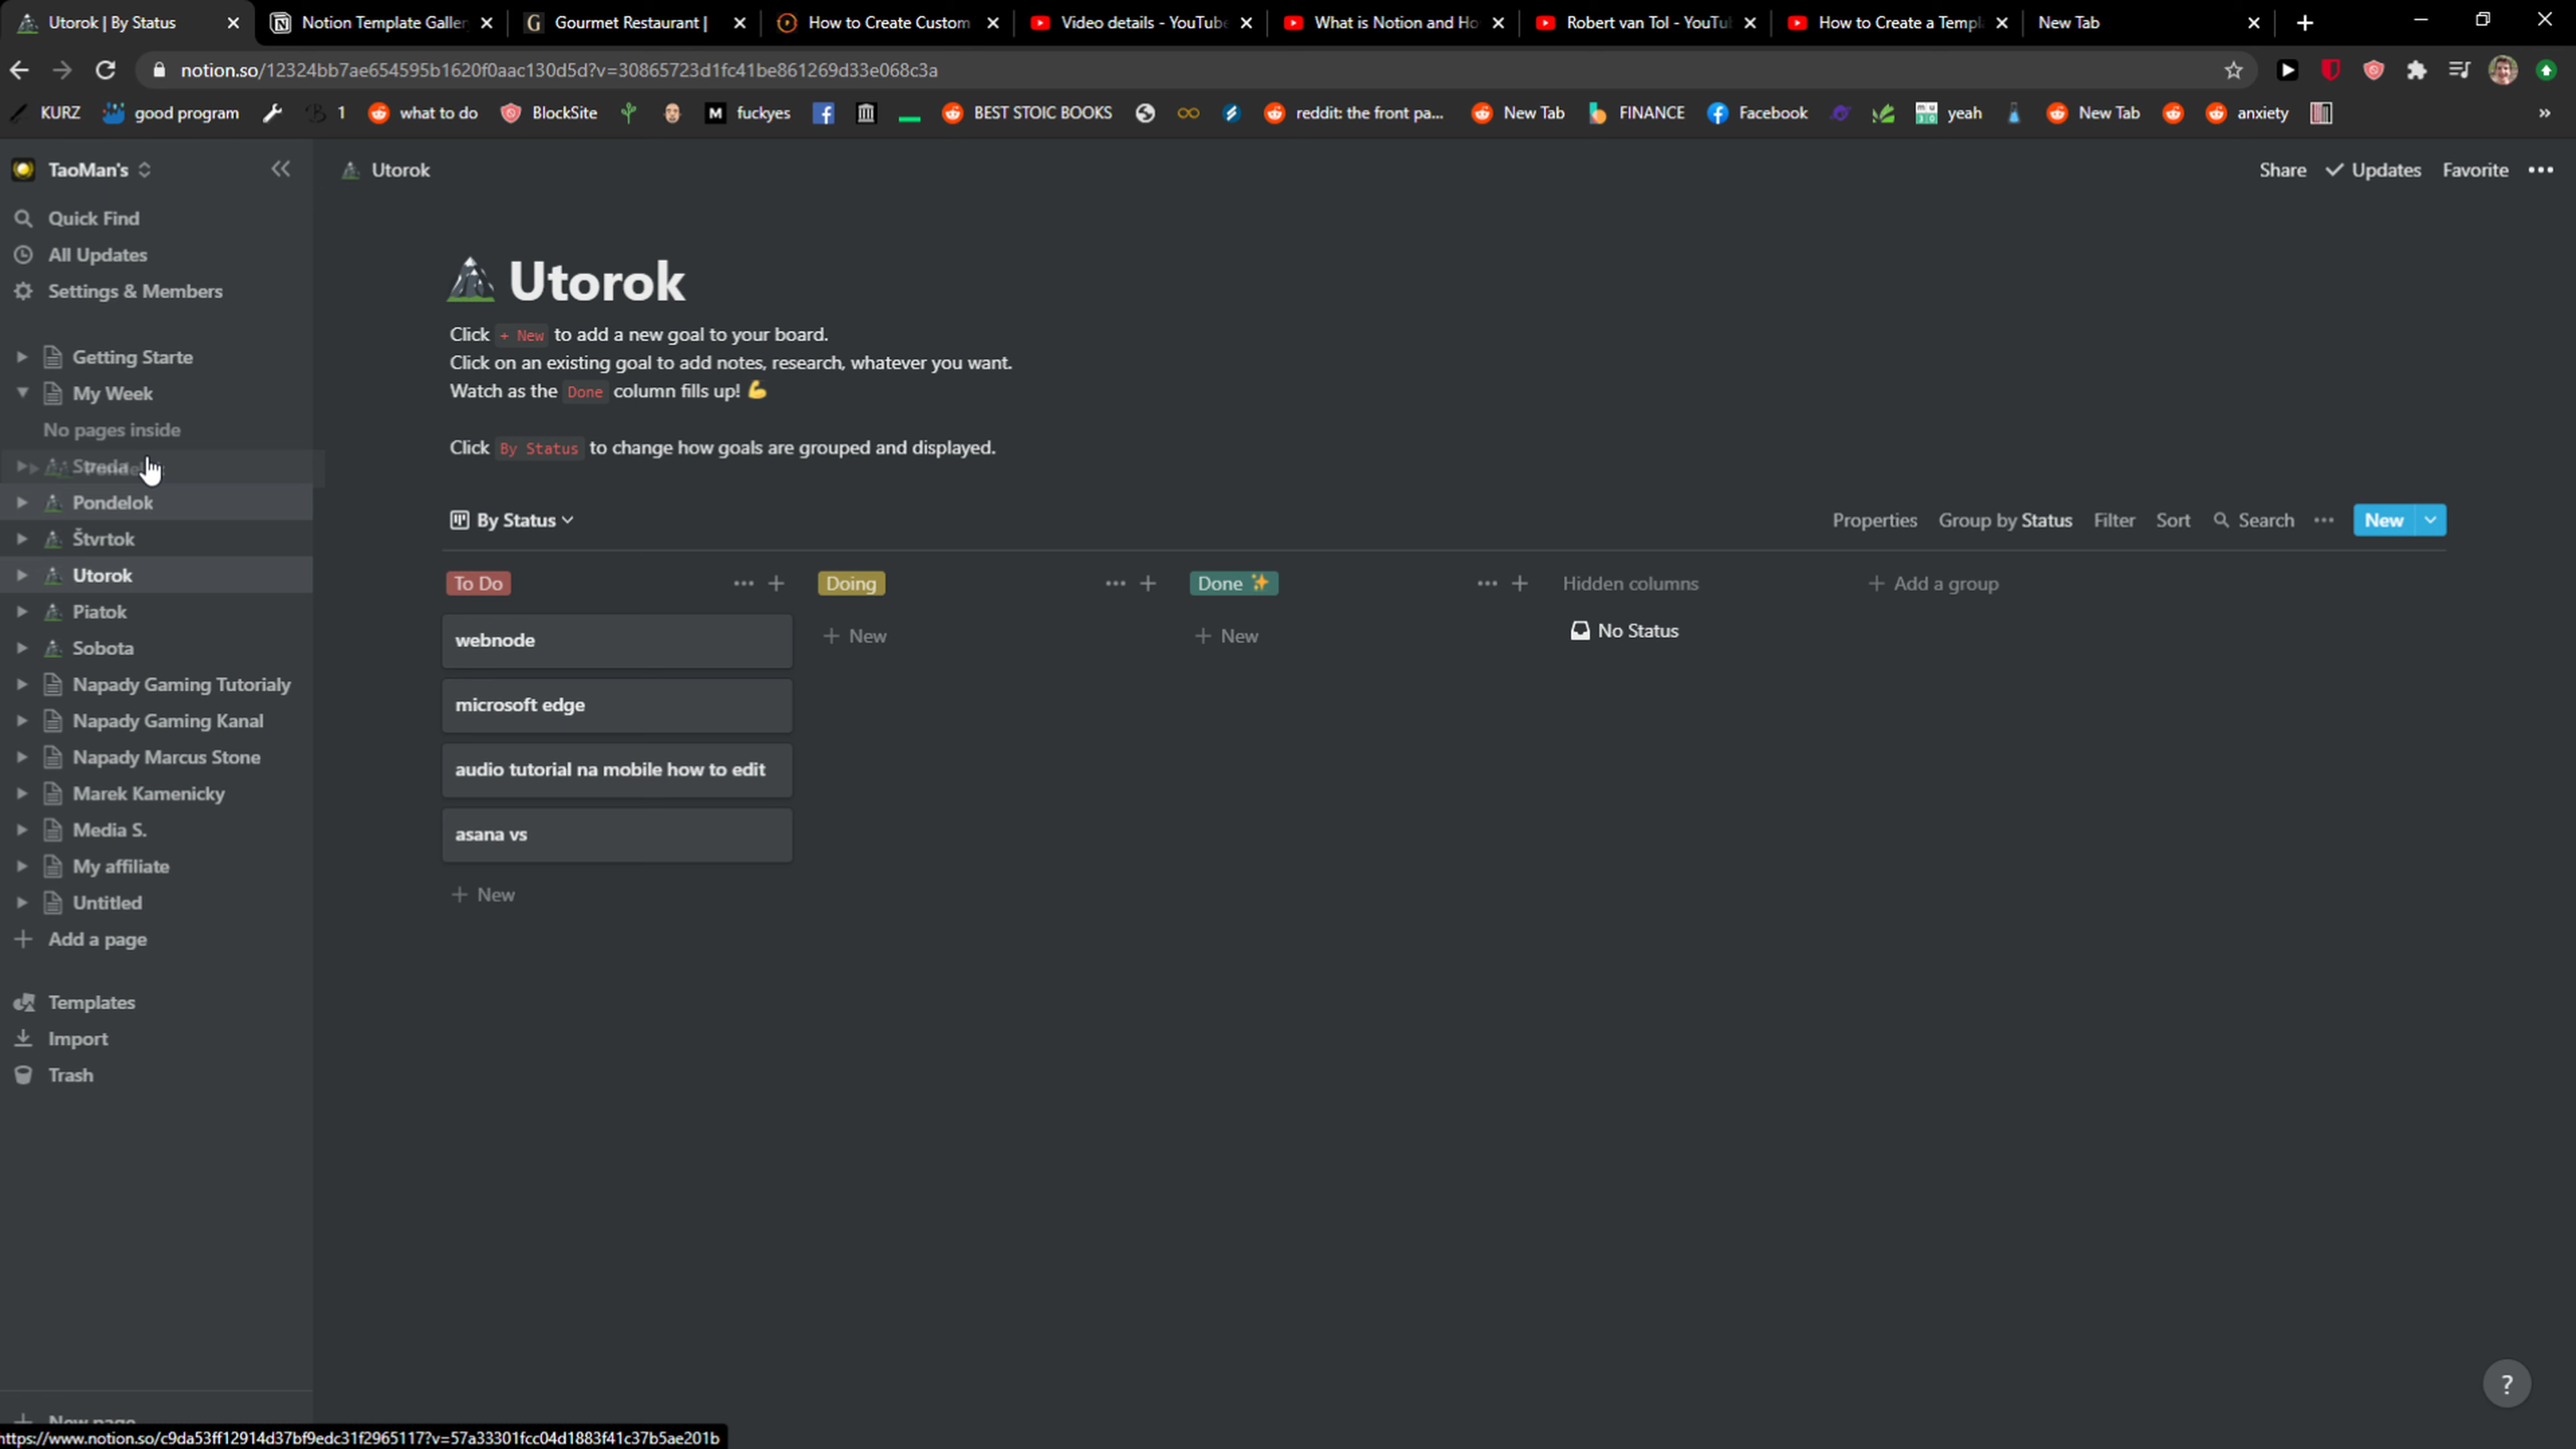 Utorok | By Status
Notion Template Galler
Gourmet Restaurant |
How to Create Custom
Video details - YouTube
What is Notion and Ho
Robert van Tol - YouTu
How to Create a Templ
New Tab
notion.so/12324bb7ae654595b1620f0aac130d5d?v=30865723d1fc41be861269d33e068c3a
KURZ
good program
1
what to do
BlockSite
fuckyes
BEST STOIC BOOKS
reddit: the front pa...
New Tab
FINANCE
Facebook
yeah
New Tab
anxiety
TaoMan's
Utorok
Share
Updates
Favorite
Quick Find
All Updates
Settings & Members
Getting Starte
My Week
No pages inside
Streda
Pondelok
Štvrtok
Utorok
Piatok
Sobota
Napady Gaming Tutorialy
Napady Gaming Kanal
Napady Marcus Stone
Marek Kamenicky
Media S.
My affiliate
Untitled
Add a page
Templates
Import
Trash
New page
Utorok
Click + New to add a new goal to your board.
Click on an existing goal to add notes, research, whatever you want.
Watch as the Done column fills up! 💪
Click By Status to change how goals are grouped and displayed.
By Status
Properties
Group by Status
Filter
Sort
Search
New
To Do
Doing
Done ✨
Hidden columns
+ Add a group
webnode
microsoft edge
audio tutorial na mobile how to edit
asana vs
+ New
+ New
+ New
No Status
?
https://www.notion.so/c9da53ff12914d37bf9edc31f2965117?v=57a33301fcc04d1883f41c37b5ae201b